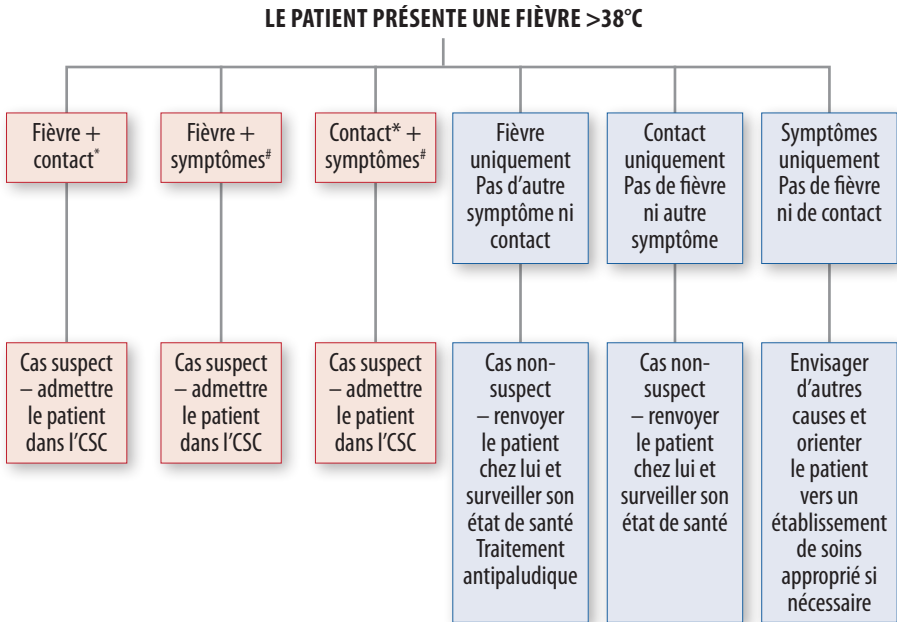 LE PATIENT PRÉSENTE UNE FIÈVRE >38°C
Fièvre +
contact*
Fièvre +
symptômes#
Contact* +
symptômes#
Fièvre
uniquement
Pas d'autre
symptôme ni
contact
Contact
uniquement
Pas de fièvre
ni autre
symptôme
Symptômes
uniquement
Pas de fièvre
ni de contact
Cas suspect
– admettre
le patient
dans l'CSC
Cas suspect
– admettre
le patient
dans l'CSC
Cas suspect
– admettre
le patient
dans l'CSC
Cas non-
suspect
– renvoyer
le patient
chez lui et
surveiller son
état de santé
Traitement
antipaludique
Cas non-
suspect
– renvoyer
le patient
chez lui et
surveiller son
état de santé
Envisager
d'autres
causes et
orienter
le patient
vers un
établissement
de soins
approprié si
nécessaire